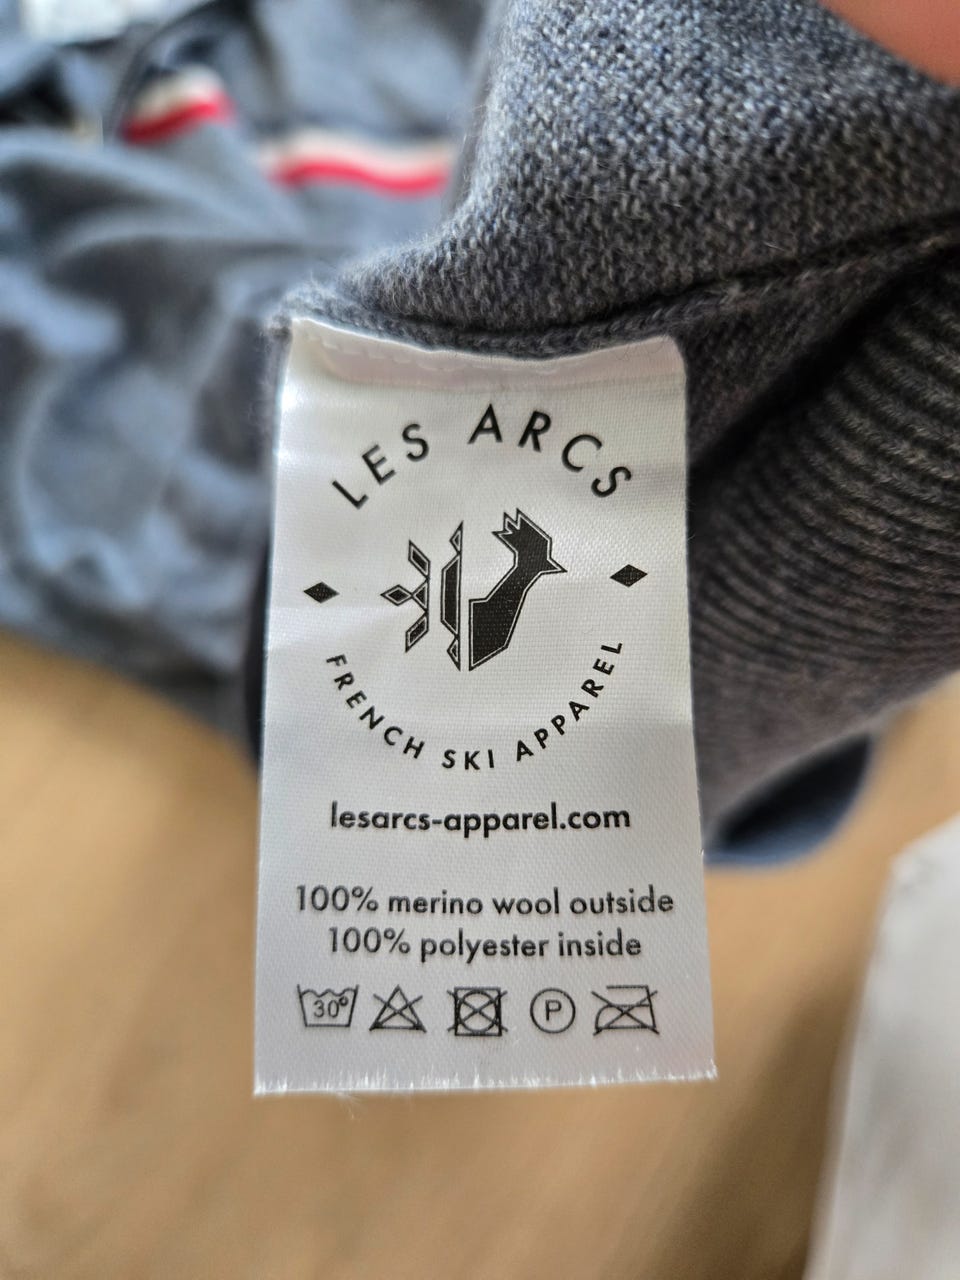 LES ARCS
FRENCH SKI APPAREL
lesarcs-apparel.com
100% merino wool outside
100% polyester inside
30° P